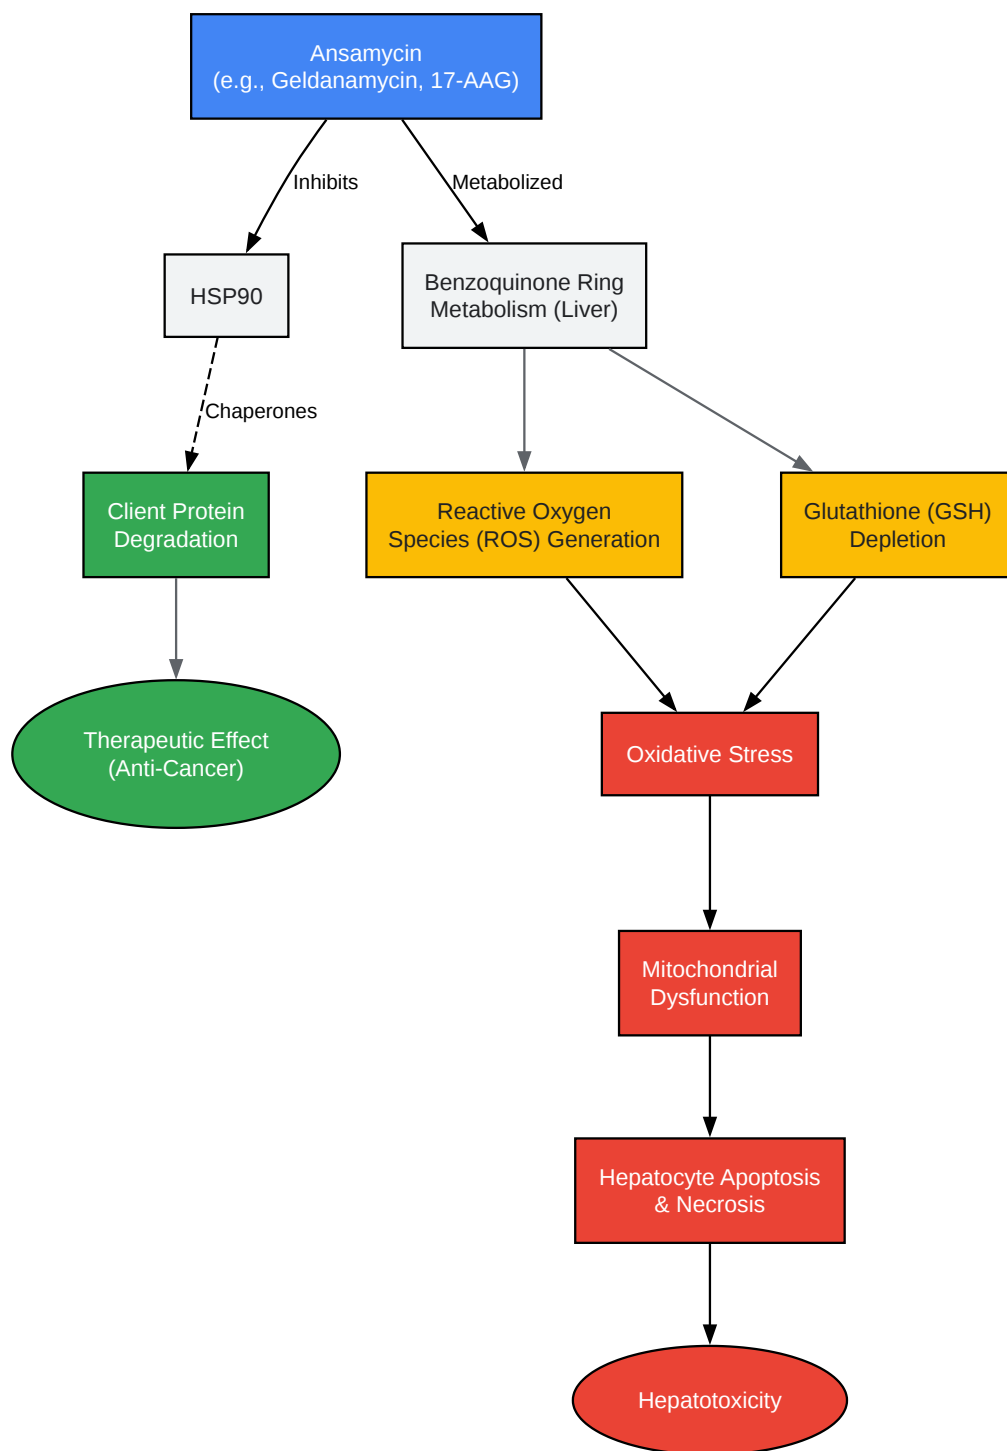 Ansamycin
(e.g., Geldanamycin, 17-AAG)
Inhibits
Metabolized
HSP90
Benzoquinone Ring
Metabolism (Liver)
Chaperones
Client Protein
Degradation
Reactive Oxygen
Species (ROS) Generation
Glutathione (GSH)
Depletion
Therapeutic Effect
(Anti-Cancer)
Oxidative Stress
Mitochondrial
Dysfunction
Hepatocyte Apoptosis
& Necrosis
Hepatotoxicity